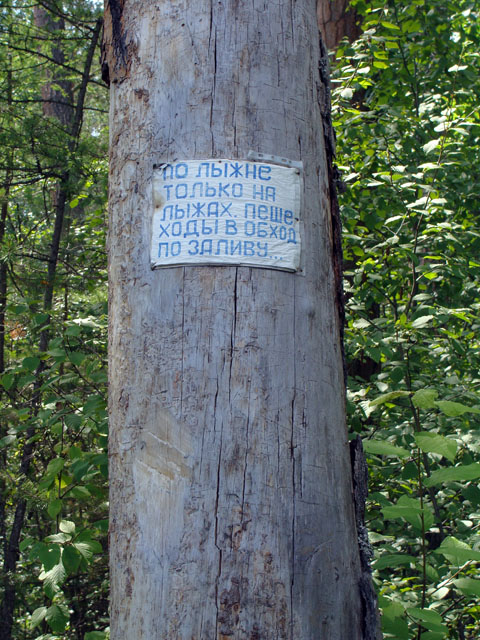 ПО ЛЫЖНЕ
ТОЛЬКО НА
ЛЫЖАХ. ПЕШЕ
ХОДЫ В ОБХОД
ПО ЗАЛИВУ...